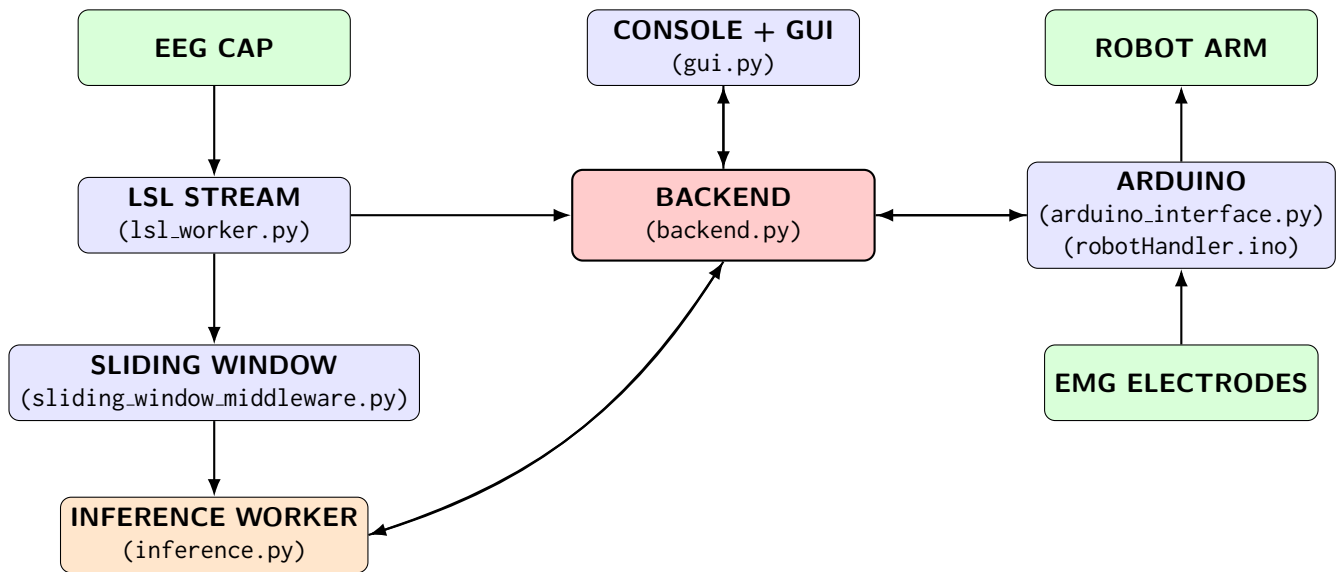 EEG CAP
CONSOLE + GUI
(gui.py)
ROBOT ARM
LSL STREAM
(lsl_worker.py)
BACKEND
(backend.py)
ARDUINO
(arduino_interface.py)
(robotHandler.ino)
SLIDING WINDOW
(sliding_window_middleware.py)
EMG ELECTRODES
INFERENCE WORKER
(inference.py)